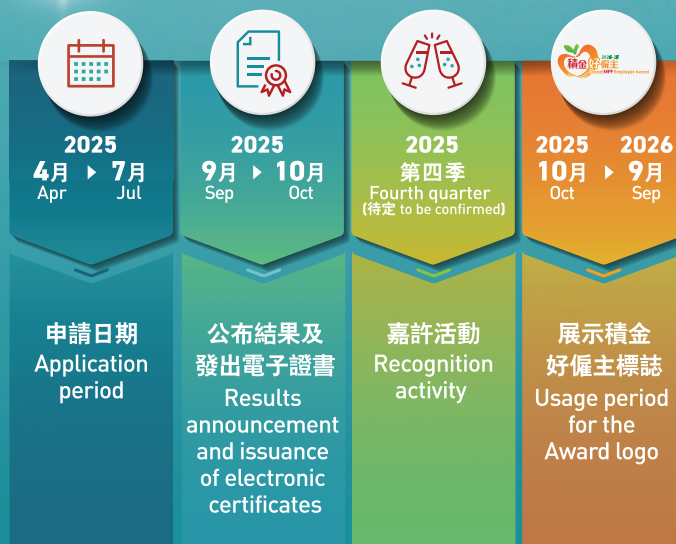 積金好僱主
MPF Employer Award
2025
4月 7月
Apr Jul
申請日期
Application
period
2025
9月 10月
Sep Oct
公布結果及
發出電子證書
Results
announcement
and issuance
of electronic
certificates
2025
第四季
Fourth quarter
(待定 to be confirmed)
嘉許活動
Recognition
activity
2025 2026
10月 9月
Oct Sep
展示積金
好僱主標誌
Usage period
for the
Award logo